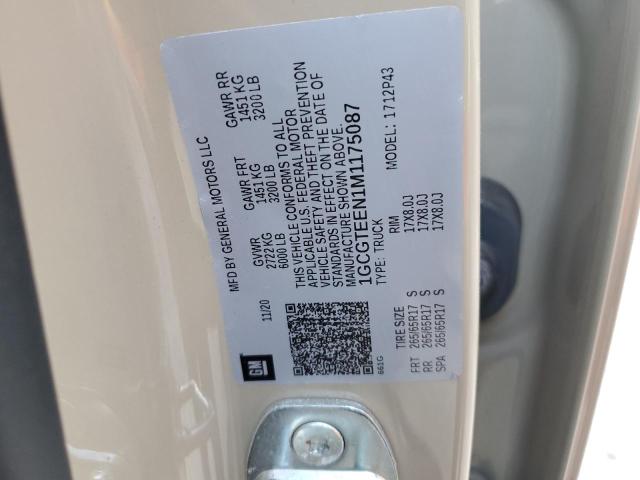 MFD BY GENERAL MOTORS LLC
11/20 GVWR GAWR FRT GAWR RR
2722 KG 1451 KG 1451 KG
6000 LB 3200 LB 3200 LB
THIS VEHICLE CONFORMS TO ALL
APPLICABLE U.S. FEDERAL MOTOR
VEHICLE SAFETY AND THEFT PREVENTION
STANDARDS IN EFFECT ON THE DATE OF
MANUFACTURE SHOWN ABOVE.
1GCGTEEN1M1175087
TYPE: TRUCK MODEL: 1712P43
GM
661G
TIRE SIZE RIM
FRT 265/65R17 S 17X8.0J
RR 265/65R17 S 17X8.0J
SPA 265/65R17 S 17X8.0J